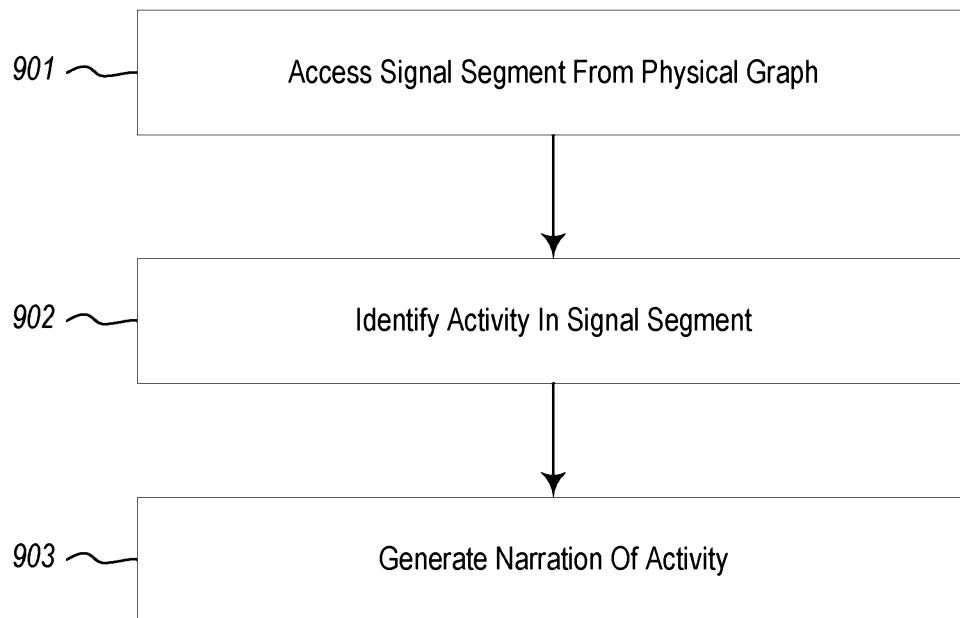 901
Access Signal Segment From Physical Graph
902
Identify Activity In Signal Segment
903
Generate Narration Of Activity